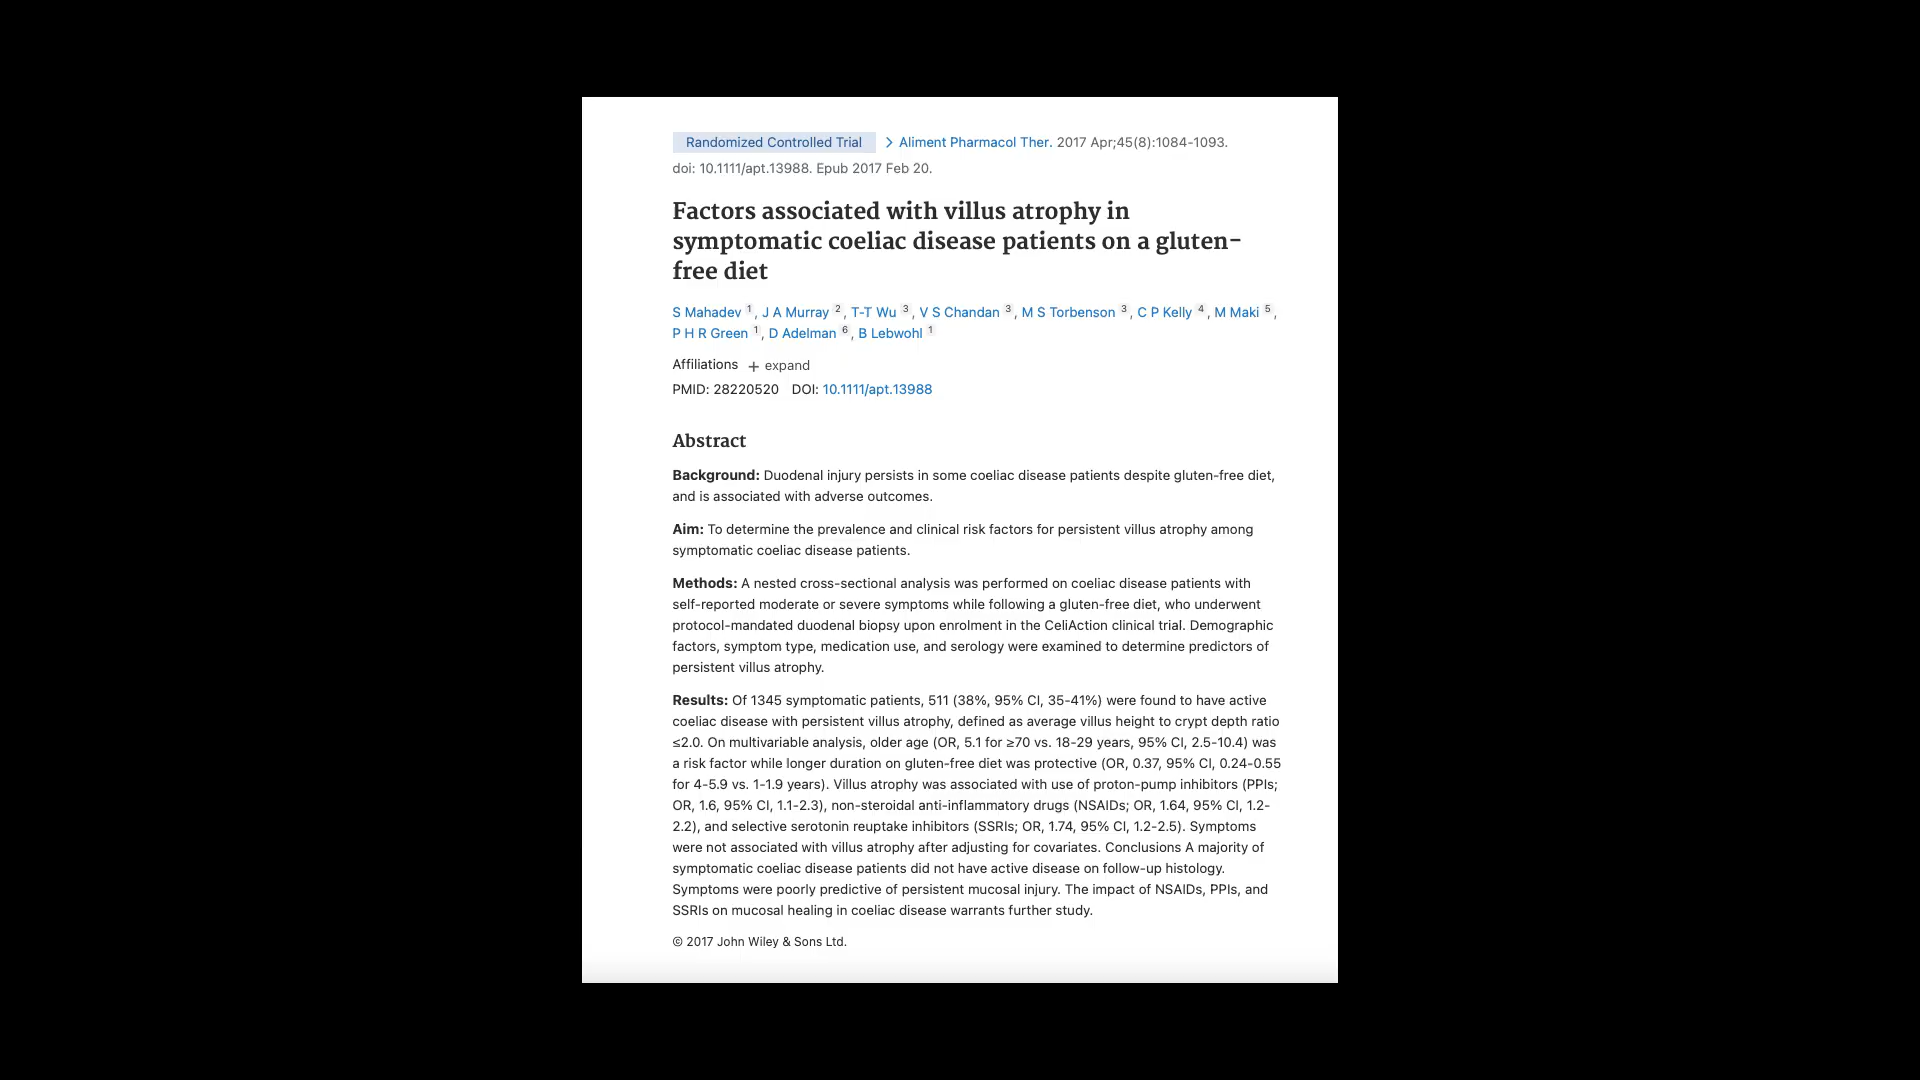 Randomized Controlled Trial > Aliment Pharmacol Ther. 2017 Apr;45(8):1084-1093.
doi: 10.1111/apt.13988. Epub 2017 Feb 20.
Factors associated with villus atrophy in
symptomatic coeliac disease patients on a gluten-
free diet
S Mahadev 1, J A Murray 2, T-T Wu 3, V S Chandan 3, M S Torbenson 3, C P Kelly 4, M Maki 5,
P H R Green 1, D Adelman 6, B Lebwohl 1
Affiliations + expand
PMID: 28220520 DOI: 10.1111/apt.13988
Abstract
Background: Duodenal injury persists in some coeliac disease patients despite gluten-free diet,
and is associated with adverse outcomes.
Aim: To determine the prevalence and clinical risk factors for persistent villus atrophy among
symptomatic coeliac disease patients.
Methods: A nested cross-sectional analysis was performed on coeliac disease patients with
self-reported moderate or severe symptoms while following a gluten-free diet, who underwent
protocol-mandated duodenal biopsy upon enrolment in the CeliAction clinical trial. Demographic
factors, symptom type, medication use, and serology were examined to determine predictors of
persistent villus atrophy.
Results: Of 1345 symptomatic patients, 511 (38%, 95% CI, 35-41%) were found to have active
coeliac disease with persistent villus atrophy, defined as average villus height to crypt depth ratio
≤2.0. On multivariable analysis, older age (OR, 5.1 for ≥70 vs. 18-29 years, 95% CI, 2.5-10.4) was
a risk factor while longer duration on gluten-free diet was protective (OR, 0.37, 95% CI, 0.24-0.55
for 4-5.9 vs. 1-1.9 years). Villus atrophy was associated with use of proton-pump inhibitors (PPIs;
OR, 1.6, 95% CI, 1.1-2.3), non-steroidal anti-inflammatory drugs (NSAIDs; OR, 1.64, 95% CI, 1.2-
2.2), and selective serotonin reuptake inhibitors (SSRIs; OR, 1.74, 95% CI, 1.2-2.5). Symptoms
were not associated with villus atrophy after adjusting for covariates. Conclusions A majority of
symptomatic coeliac disease patients did not have active disease on follow-up histology.
Symptoms were poorly predictive of persistent mucosal injury. The impact of NSAIDs, PPIs, and
SSRIs on mucosal healing in coeliac disease warrants further study.
© 2017 John Wiley & Sons Ltd.